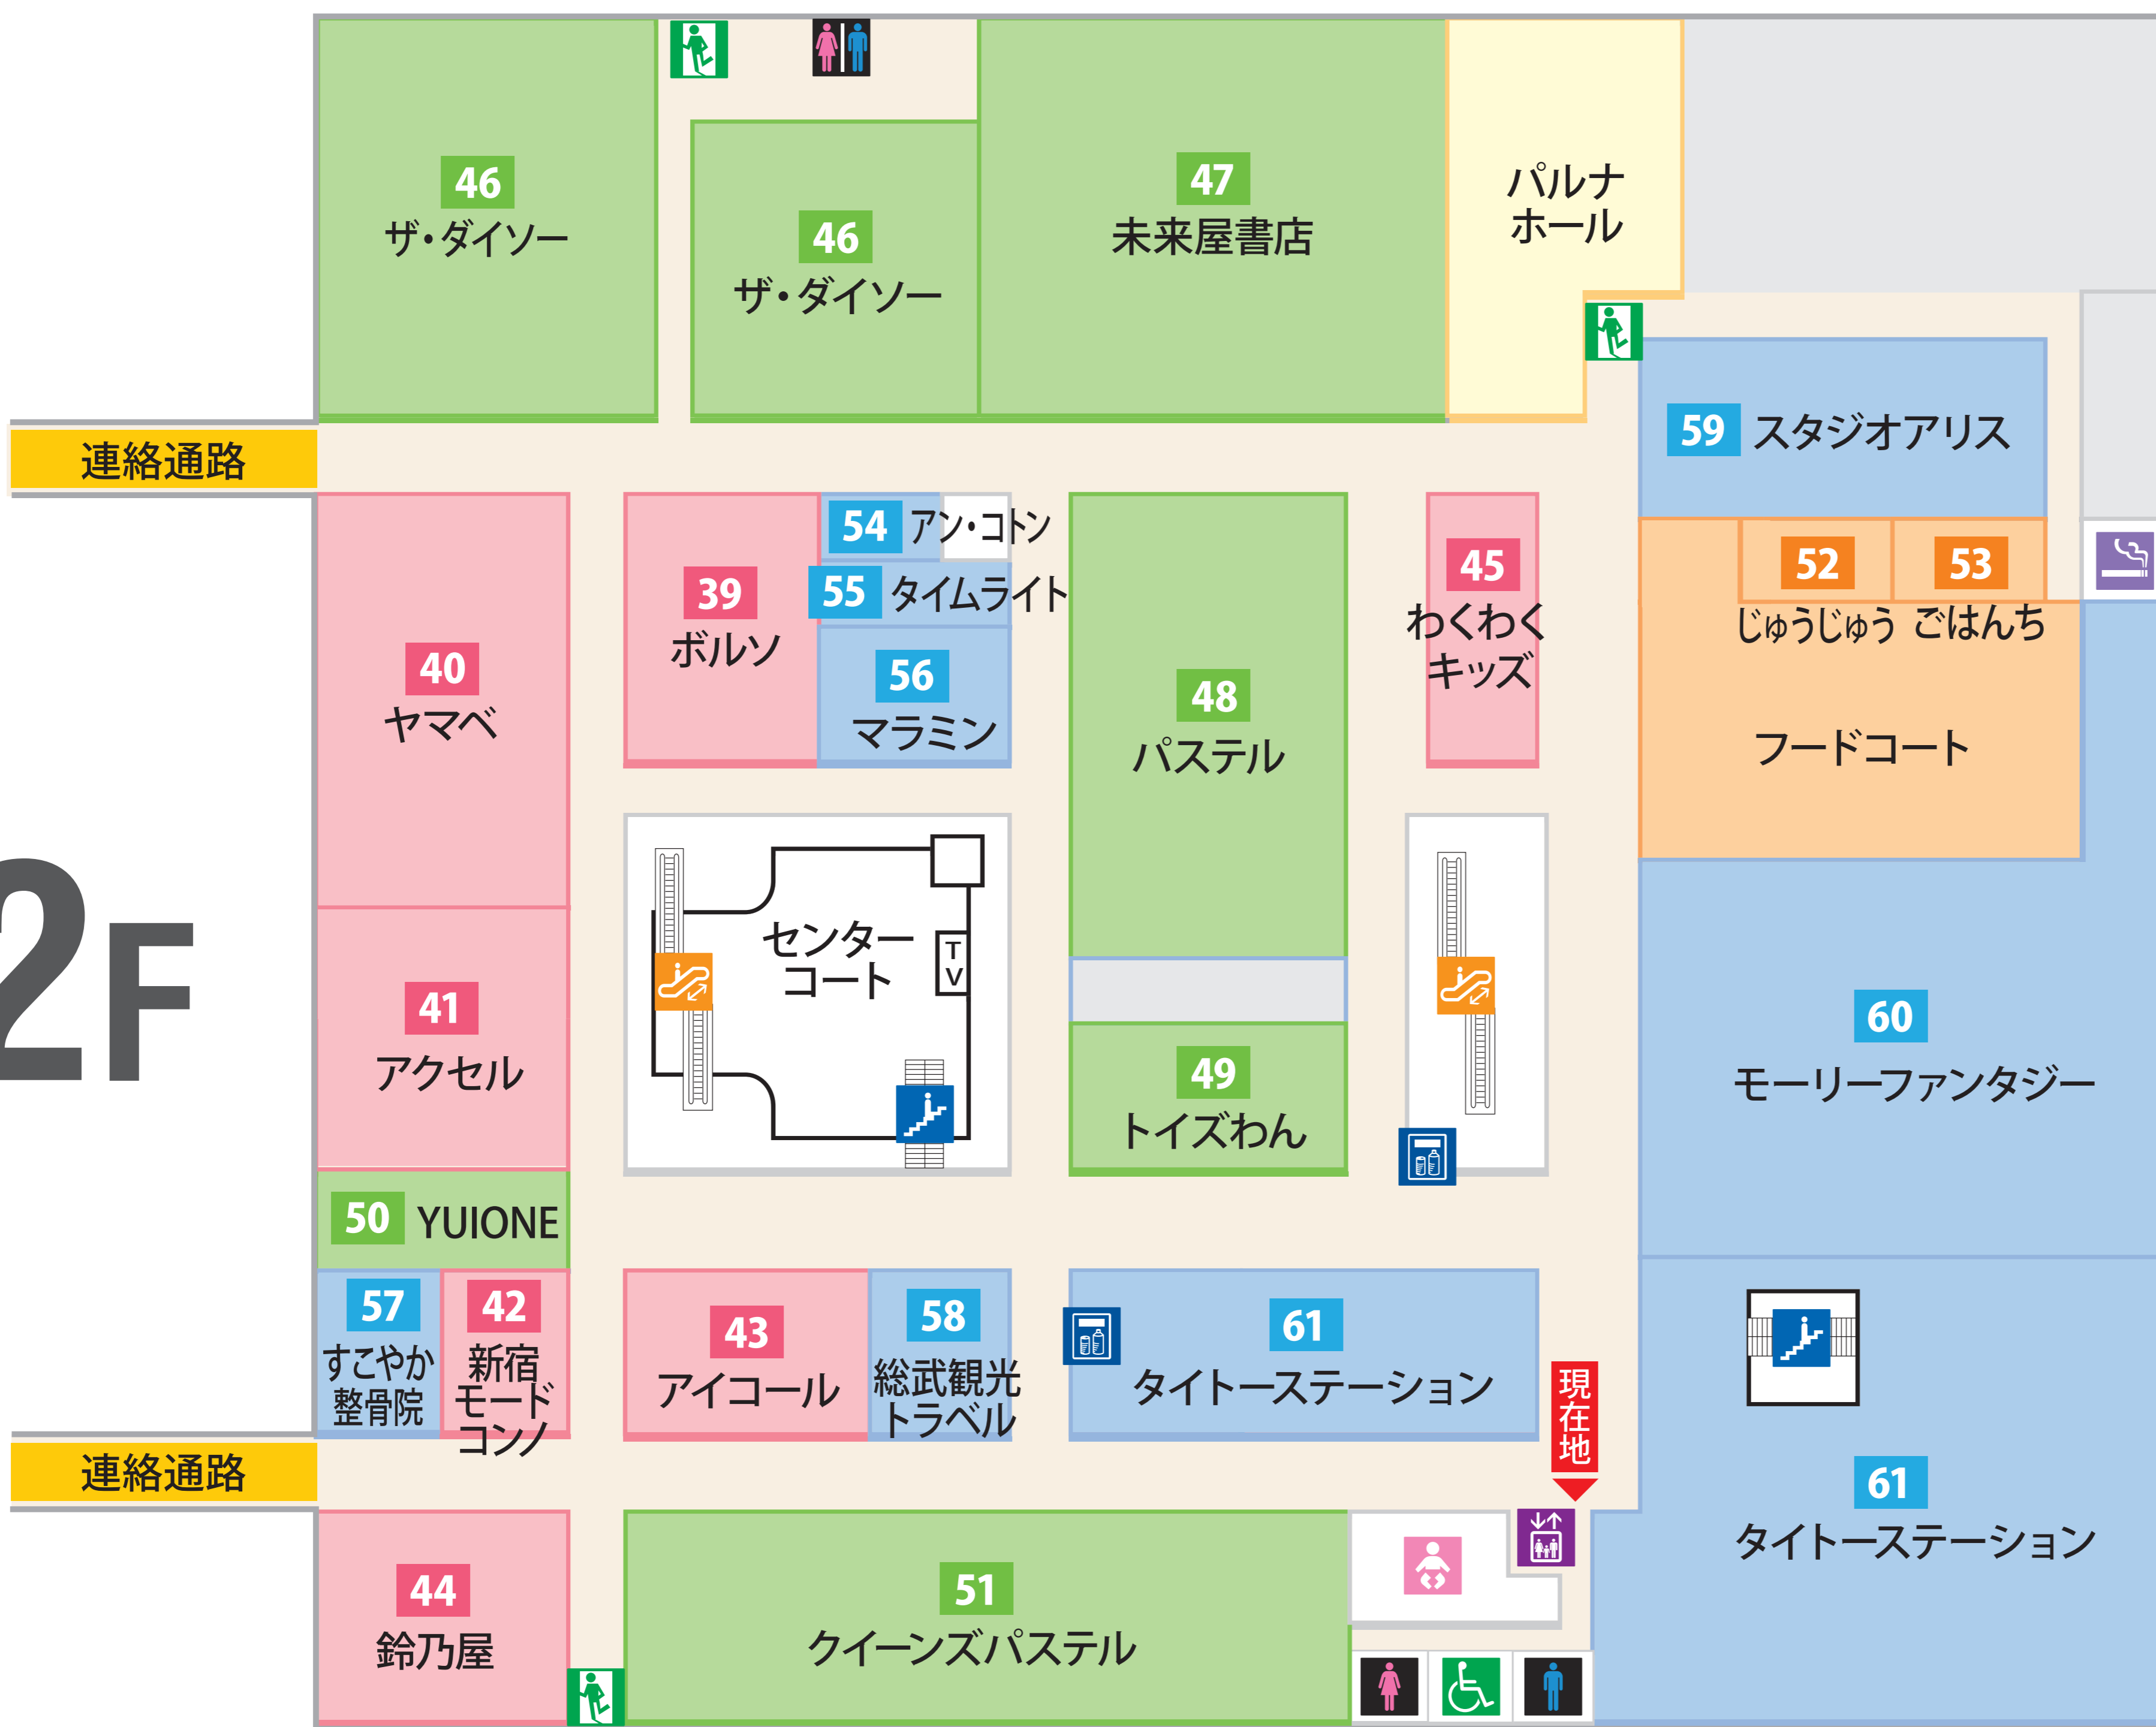 46
ザ・ダイソー
46
ザ・ダイソー
47
未来屋書店
パルナ
ホール
59 スタジオアリス
連絡通路
54 アン・コトン
39
ボルソ
55 タイムライト
56
マラミン
45
わくわく
キッズ
52
じゅうじゅう
53
ごはんち
フードコート
40
ヤマベ
48
パステル
2F
センター
コート
T
V
41
アクセル
49
トイズわん
60
モーリーファンタジー
50 YUIONE
57
すこやか
整骨院
42
新宿
モード
コンノ
43
アイコール
58
総武観光
トラベル
61
タイトーステーション
現在地
連絡通路
61
タイトーステーション
44
鈴乃屋
51
クイーンズパステル